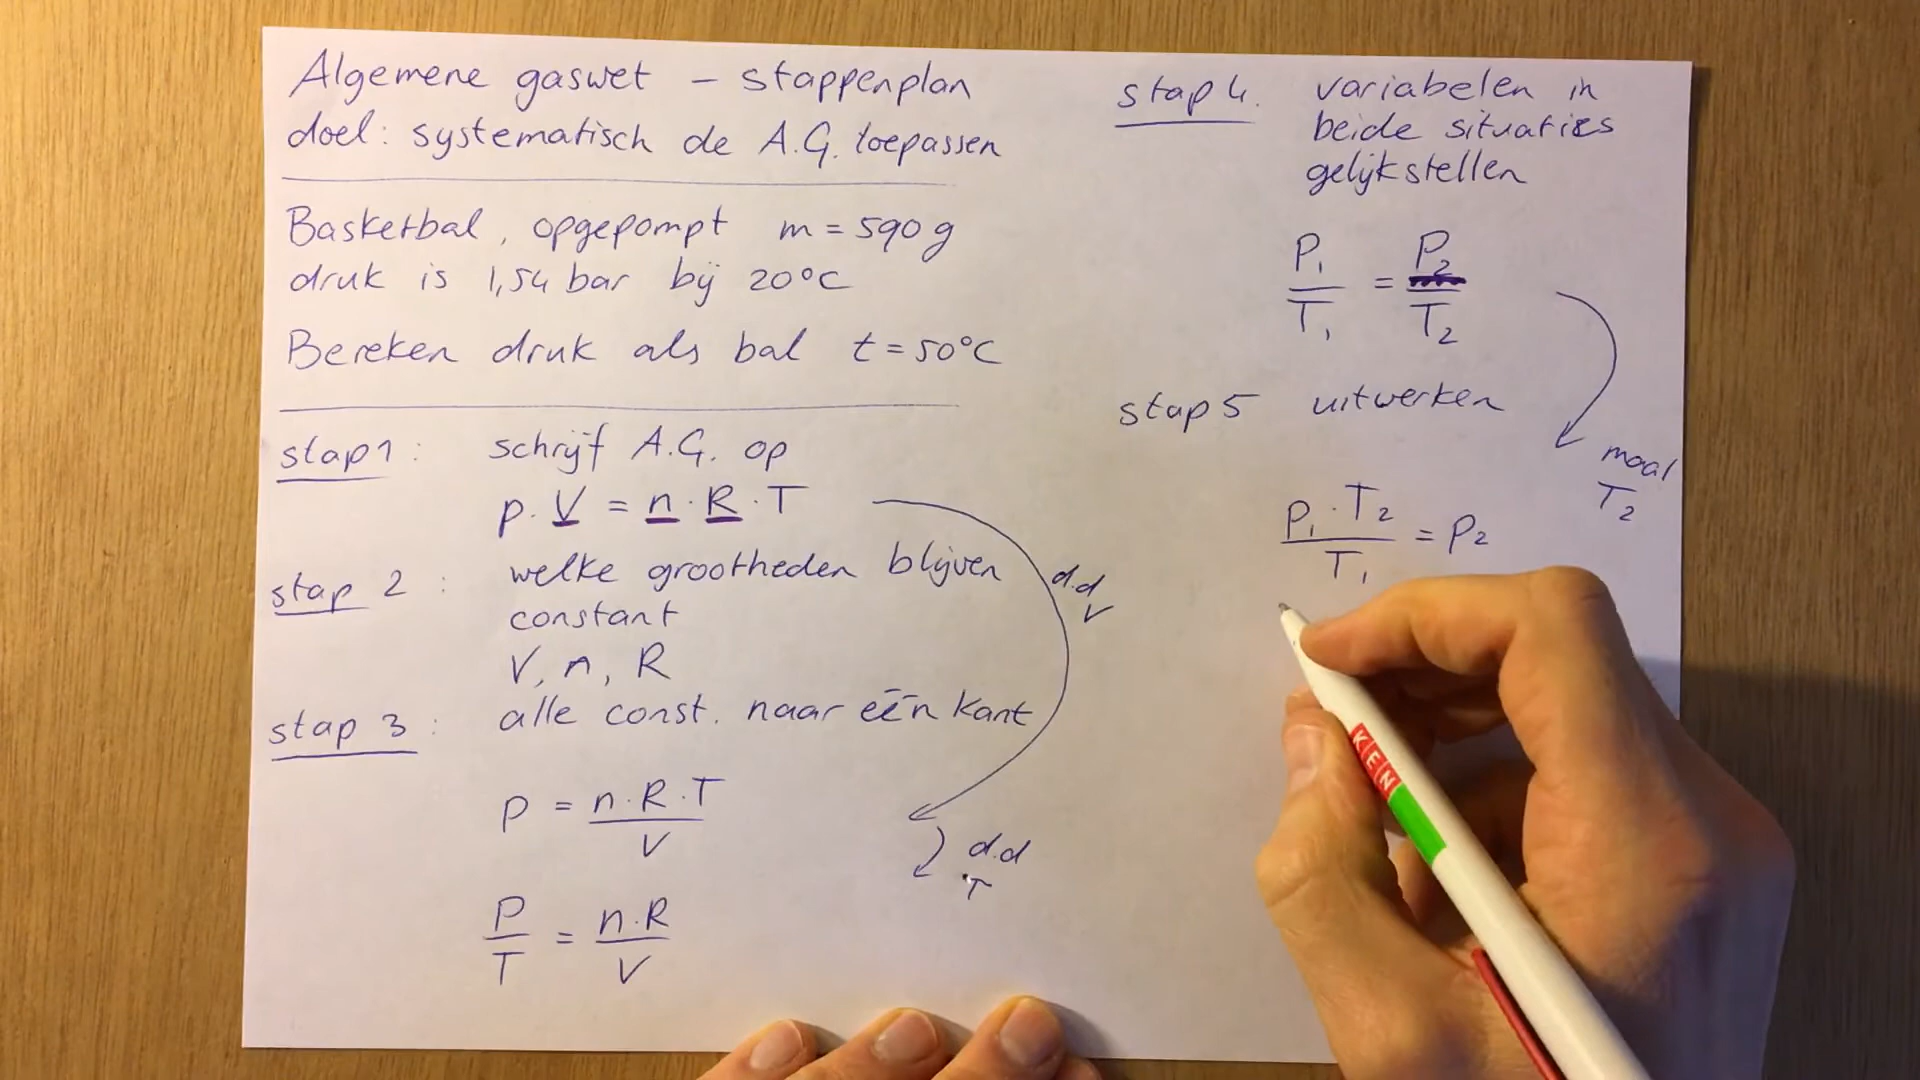 Algemene gaswet – stappenplan
doel: systematisch de A.G. toepassen
Basketbal, opgepompt m = 590 g
druk is 1,54 bar bij 20°C
Bereken druk als bal t = 50°C
stap 1 : schrijf A.G. op
p · V = n · R · T
stap 2 : welke grootheden blijven
constant
V, n, R
stap 3 : alle const. naar één kant
d.d
V
P = n · R · T / V
d.d
T
P / T = n · R / V
stap 4. variabelen in
beide situaties
gelijkstellen
P₁ / T₁ = P₂ / T₂
stap 5 uitwerken
maal
T₂
P₁ · T₂ / T₁ = P₂
KEN